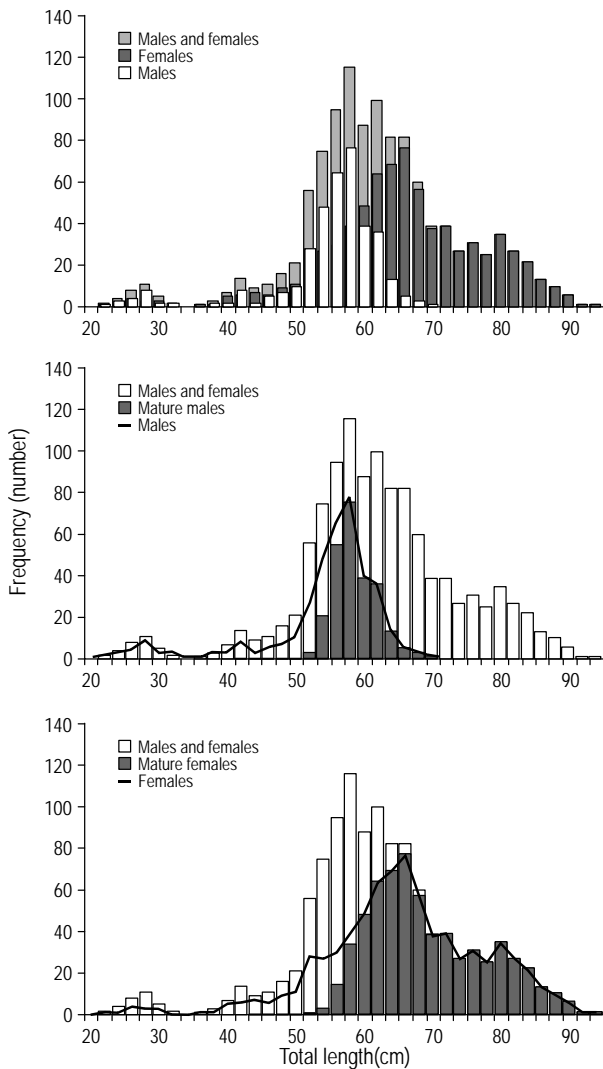 140
Males and females
120
Females
100
Males
80
60
40
20
0
20 30 40 50 60 70 80 90
140
Males and females
120
Mature males
100
Males
80
60
40
20
0
20 30 40 50 60 70 80 90
Frequency (number)
140
Males and females
120
Mature females
100
Females
80
60
40
20
0
20 30 40 50 60 70 80 90
Total length(cm)